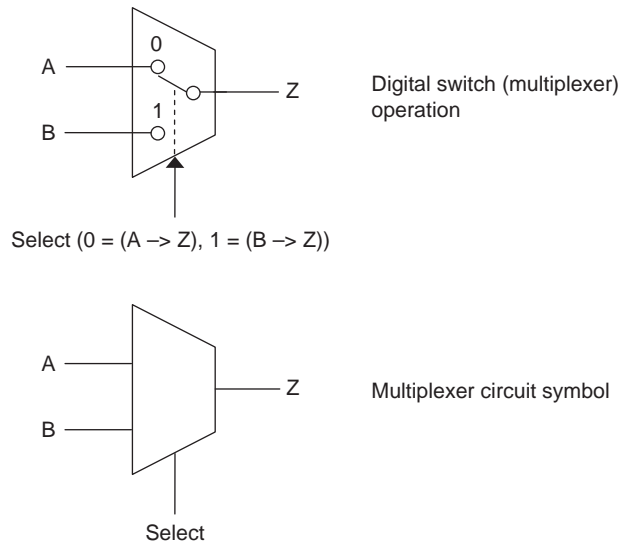 0
A
Z
1
B
Digital switch (multiplexer)
operation
Select (0 = (A –> Z), 1 = (B –> Z))
A
Z
B
Multiplexer circuit symbol
Select